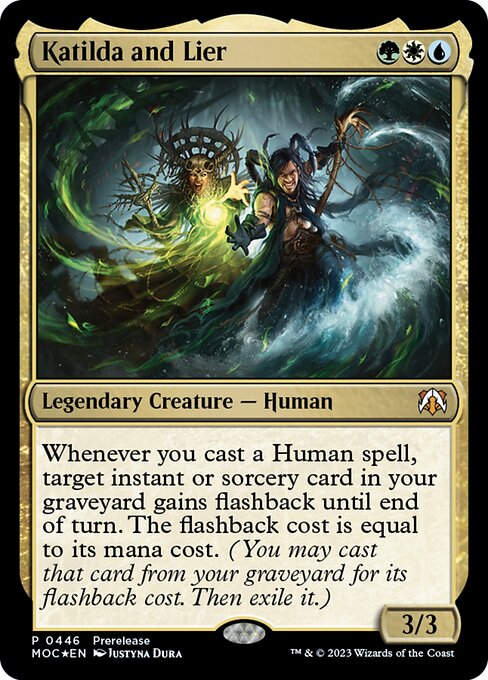 Katilda and Lier
Legendary Creature — Human
Whenever you cast a Human spell,
target instant or sorcery card in your
graveyard gains flashback until end
of turn. The flashback cost is equal
to its mana cost. (You may cast
that card from your graveyard for its
flashback cost. Then exile it.)
3/3
P 0446 Prerelease
MOC★EN Justyna Dura
™ & © 2023 Wizards of the Coast